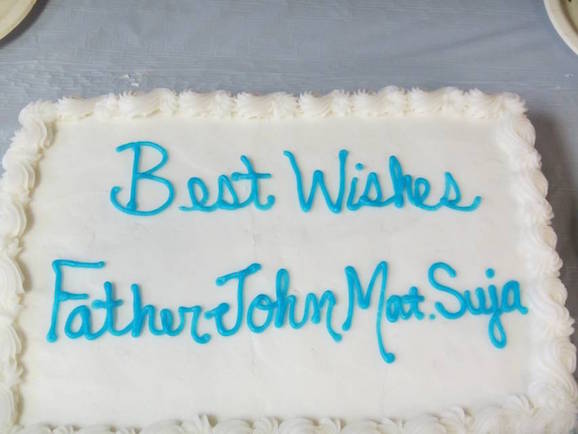 Best Wishes
Father John Mat. Suja